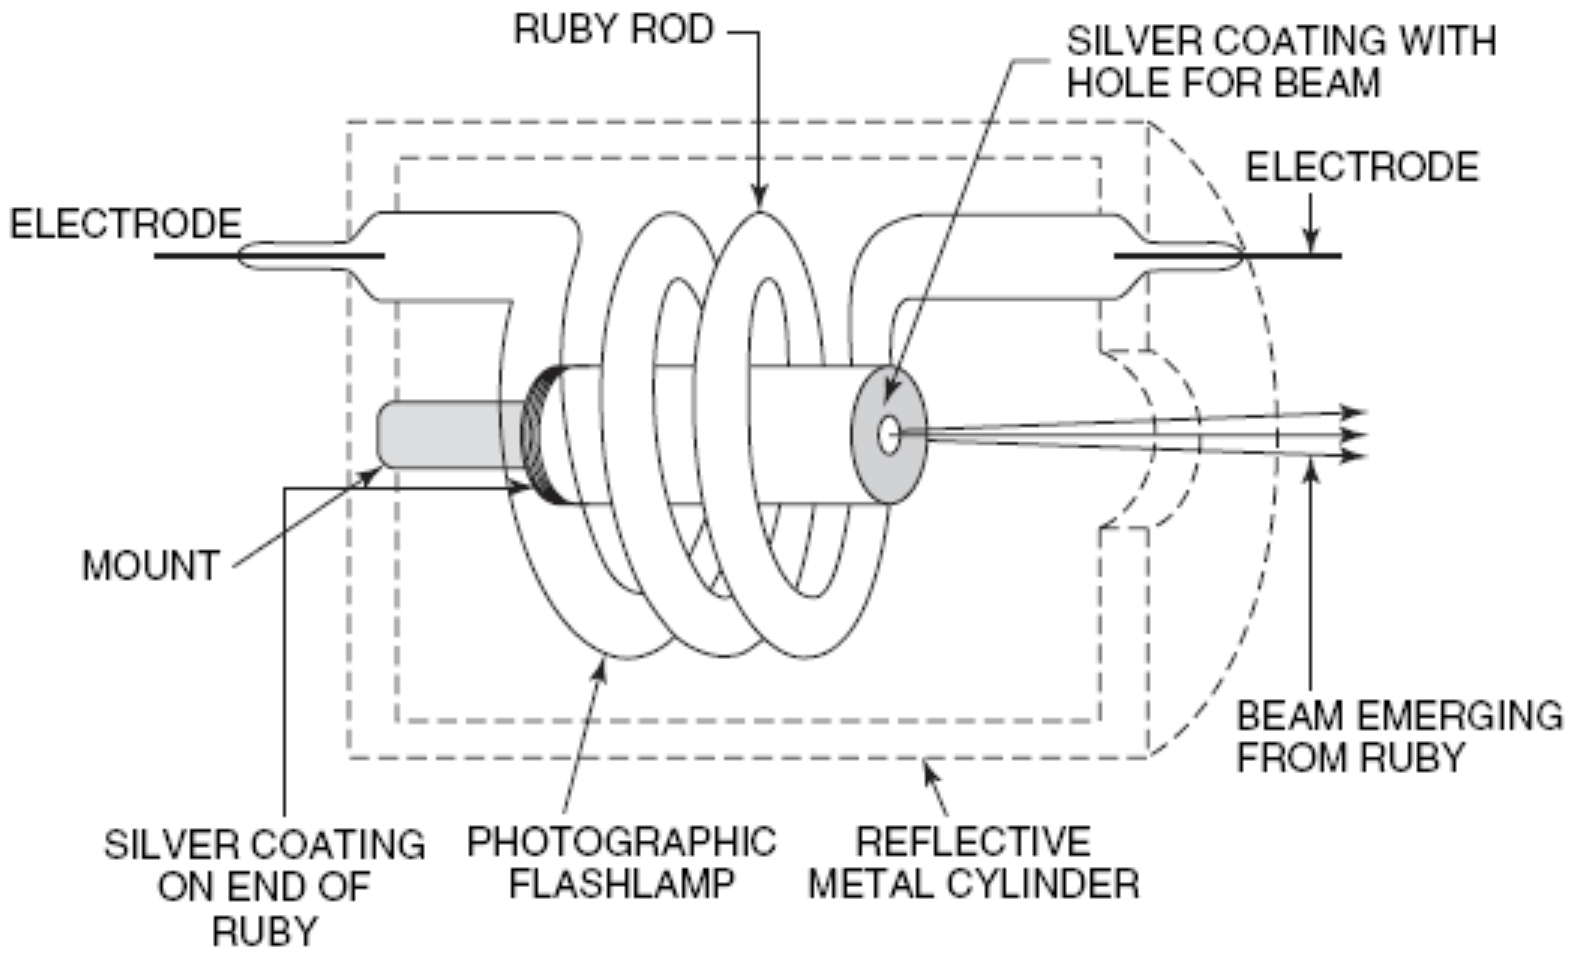 RUBY ROD
SILVER COATING WITH
HOLE FOR BEAM
ELECTRODE
ELECTRODE
MOUNT
BEAM EMERGING
FROM RUBY
SILVER COATING
ON END OF
RUBY
PHOTOGRAPHIC
FLASHLAMP
REFLECTIVE
METAL CYLINDER